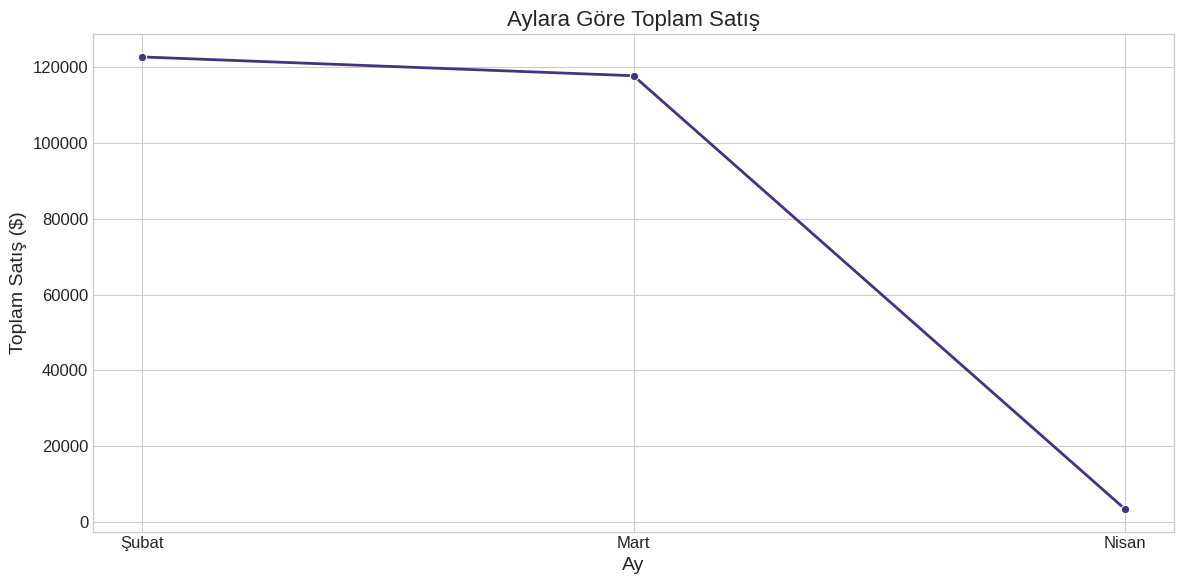 Aylara Göre Toplam Satış
Toplam Satış ($)
120000
100000
80000
60000
40000
20000
0
Şubat
Mart
Nisan
Ay